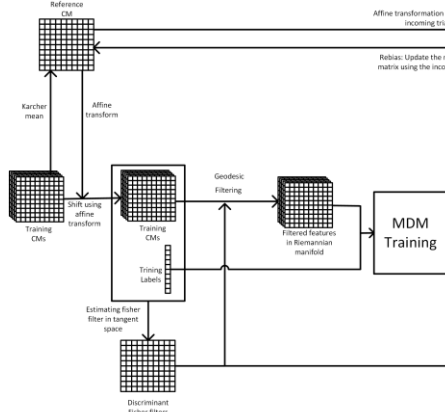 Reference
CM
Affine transformation
incoming
Rebias: Update the
matrix using the
Karcher
mean
Affine
transform
Geodesic
Filtering
Training
CMs
Shift using
affine
transform
Training
CMs
Trining
Labels
Filtered features
in Riemannian
manifold
MDM
Training
Estimating fisher
filter in tangent
space
Discriminant
Fisher filters